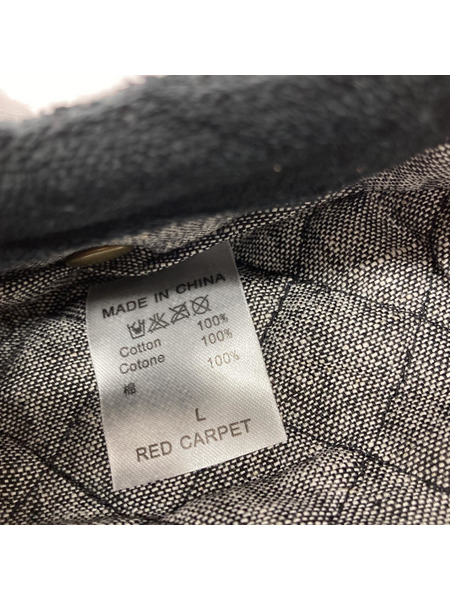 MADE IN CHINA
Cotton 100%
Cotone 100%
棉 100%
L
RED CARPET